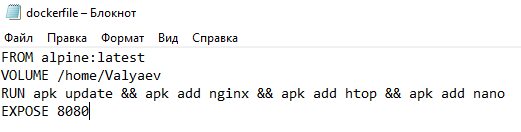 dockerfile – Блокнот
Файл Правка Формат Вид Справка
FROM alpine:latest
VOLUME /home/Valyaev
RUN apk update && apk add nginx && apk add htop && apk add nano
EXPOSE 8080